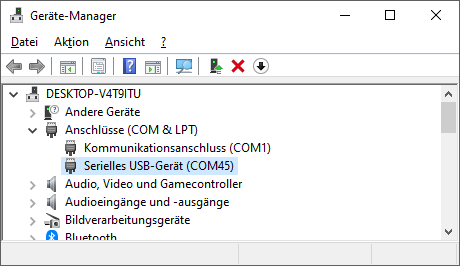 Geräte-Manager
Datei Aktion Ansicht ?
DESKTOP-V4T9ITU
Andere Geräte
Anschlüsse (COM & LPT)
Kommunikationsanschluss (COM1)
Serielles USB-Gerät (COM45)
Audio, Video und Gamecontroller
Audioeingänge und -ausgänge
Bildverarbeitungsgeräte
Bluetooth